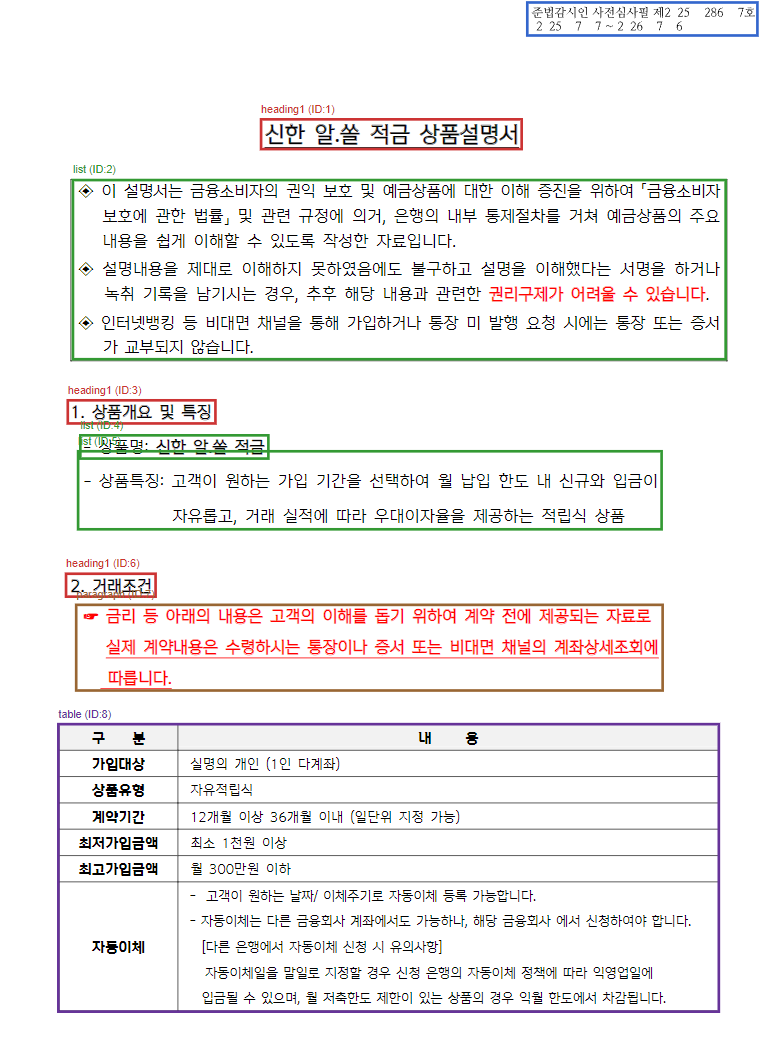 준법감시인 사전심사필 제2 25 286 7호
2 25 7 7 ~ 2 26 7 6
heading1 (ID:1)
신한 알.쏠 적금 상품설명서
list (ID:2)
이 설명서는 금융소비자의 권익 보호 및 예금상품에 대한 이해 증진을 위하여 「금융소비자
보호에 관한 법률」 및 관련 규정에 의거, 은행의 내부 통제절차를 거쳐 예금상품의 주요
내용을 쉽게 이해할 수 있도록 작성한 자료입니다.
설명내용을 제대로 이해하지 못하였음에도 불구하고 설명을 이해했다는 서명을 하거나
녹취 기록을 남기시는 경우, 추후 해당 내용과 관련한 권리구제가 어려울 수 있습니다.
인터넷뱅킹 등 비대면 채널을 통해 가입하거나 통장 미 발행 요청 시에는 통장 또는 증서
가 교부되지 않습니다.
heading1 (ID:3)
1. 상품개요 및 특징
list (ID:4)
list (ID:5)
- 상품명: 신한 알.쏠 적금
- 상품특징: 고객이 원하는 가입 기간을 선택하여 월 납입 한도 내 신규와 입금이
자유롭고, 거래 실적에 따라 우대이자율을 제공하는 적립식 상품
heading1 (ID:6)
2. 거래조건
paragraph (ID:7)
☞ 금리 등 아래의 내용은 고객의 이해를 돕기 위하여 계약 전에 제공되는 자료로
실제 계약내용은 수령하시는 통장이나 증서 또는 비대면 채널의 계좌상세조회에
따릅니다.
table (ID:8)
구 분 내 용
가입대상 실명의 개인 (1인 다계좌)
상품유형 자유적립식
계약기간 12개월 이상 36개월 이내 (일단위 지정 가능)
최저가입금액 최소 1천원 이상
최고가입금액 월 300만원 이하
자동이체 - 고객이 원하는 날짜/ 이체주기로 자동이체 등록 가능합니다.
- 자동이체는 다른 금융회사 계좌에서도 가능하나, 해당 금융회사 에서 신청하여야 합니다.
[다른 은행에서 자동이체 신청 시 유의사항]
자동이체일을 말일로 지정할 경우 신청 은행의 자동이체 정책에 따라 익영업일에
입금될 수 있으며, 월 저축한도 제한이 있는 상품의 경우 익월 한도에서 차감됩니다.